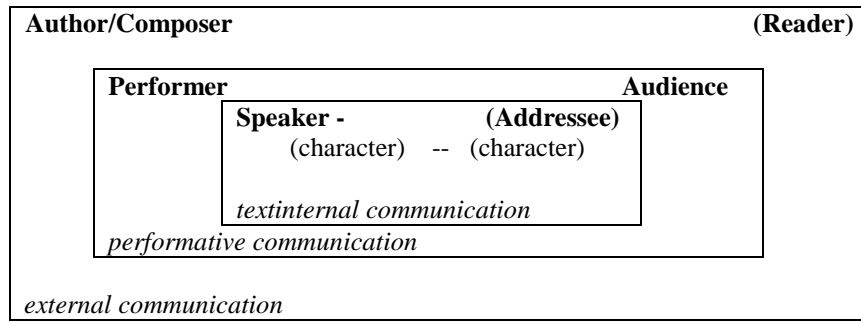 Author/Composer (Reader)
Performer Audience
Speaker - (Addressee)
(character) -- (character)
textinternal communication
performative communication
external communication